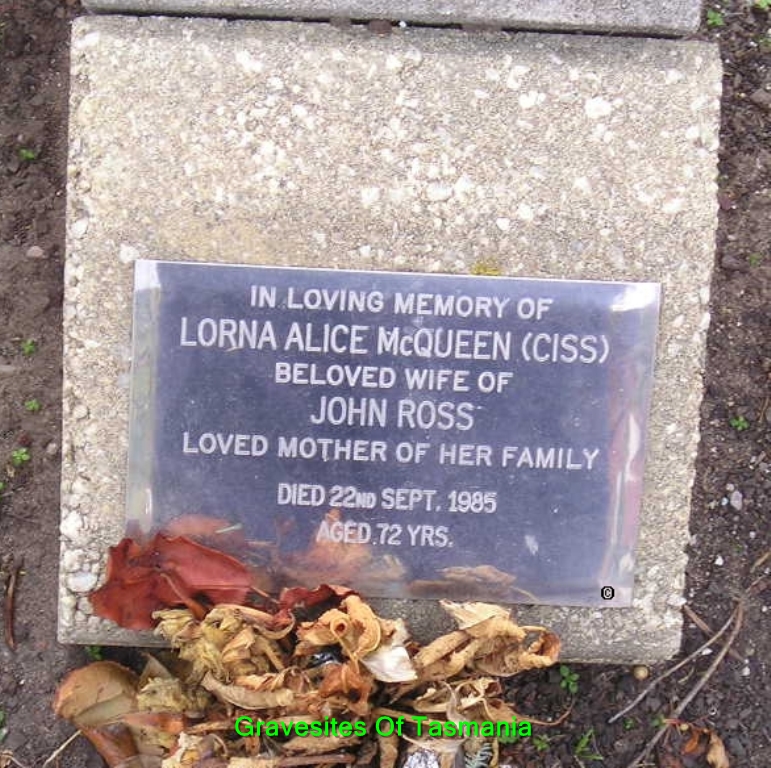 IN LOVING MEMORY OF
LORNA ALICE McQUEEN (CISS)
BELOVED WIFE OF
JOHN ROSS
LOVED MOTHER OF HER FAMILY
DIED 22ND SEPT. 1985
AGED 72 YRS.
©
Gravesites Of Tasmania